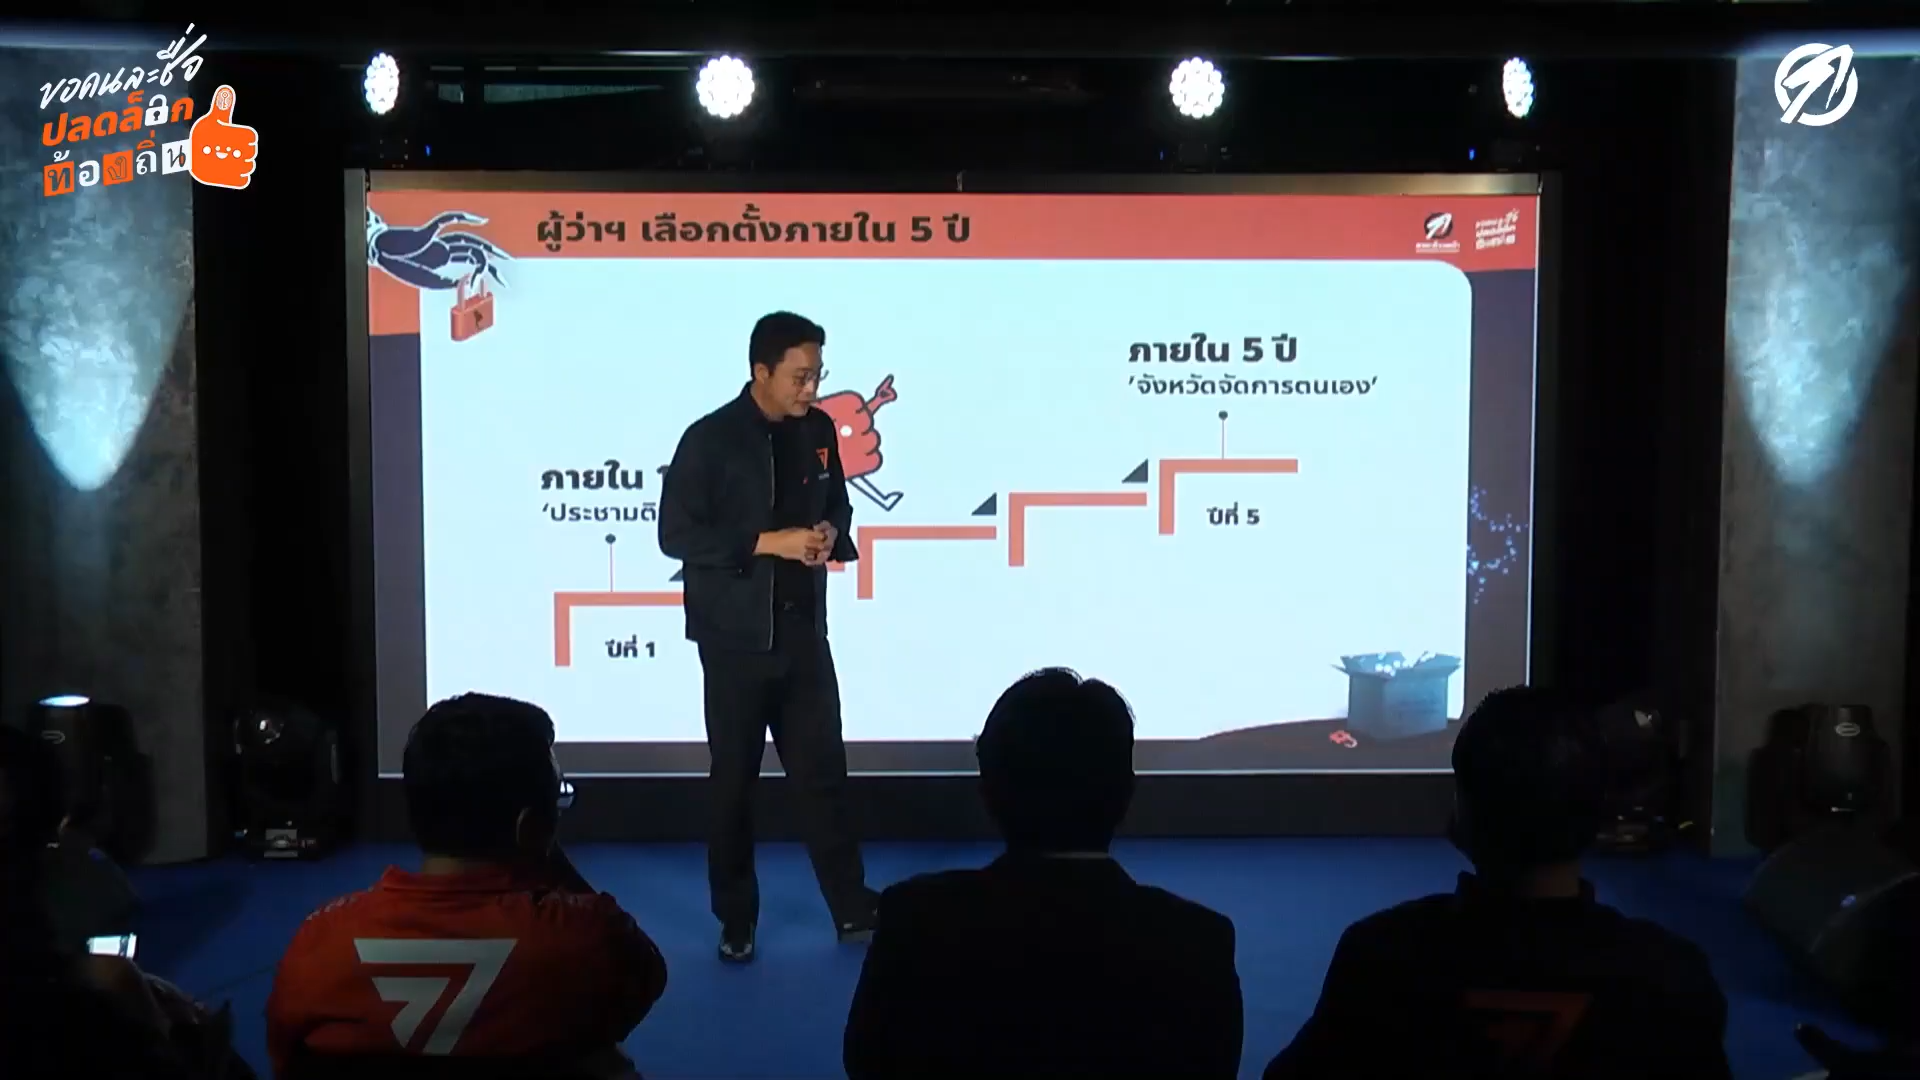 ขอคนละชื่อ
ปลดล็อก
ท้องถิ่น
ผู้ว่าฯ เลือกตั้งภายใน 5 ปี
ภายใน 5 ปี
'จังหวัดจัดการตนเอง'
ภายใน
'ประชามติ
ปีที่ 5
ปีที่ 1